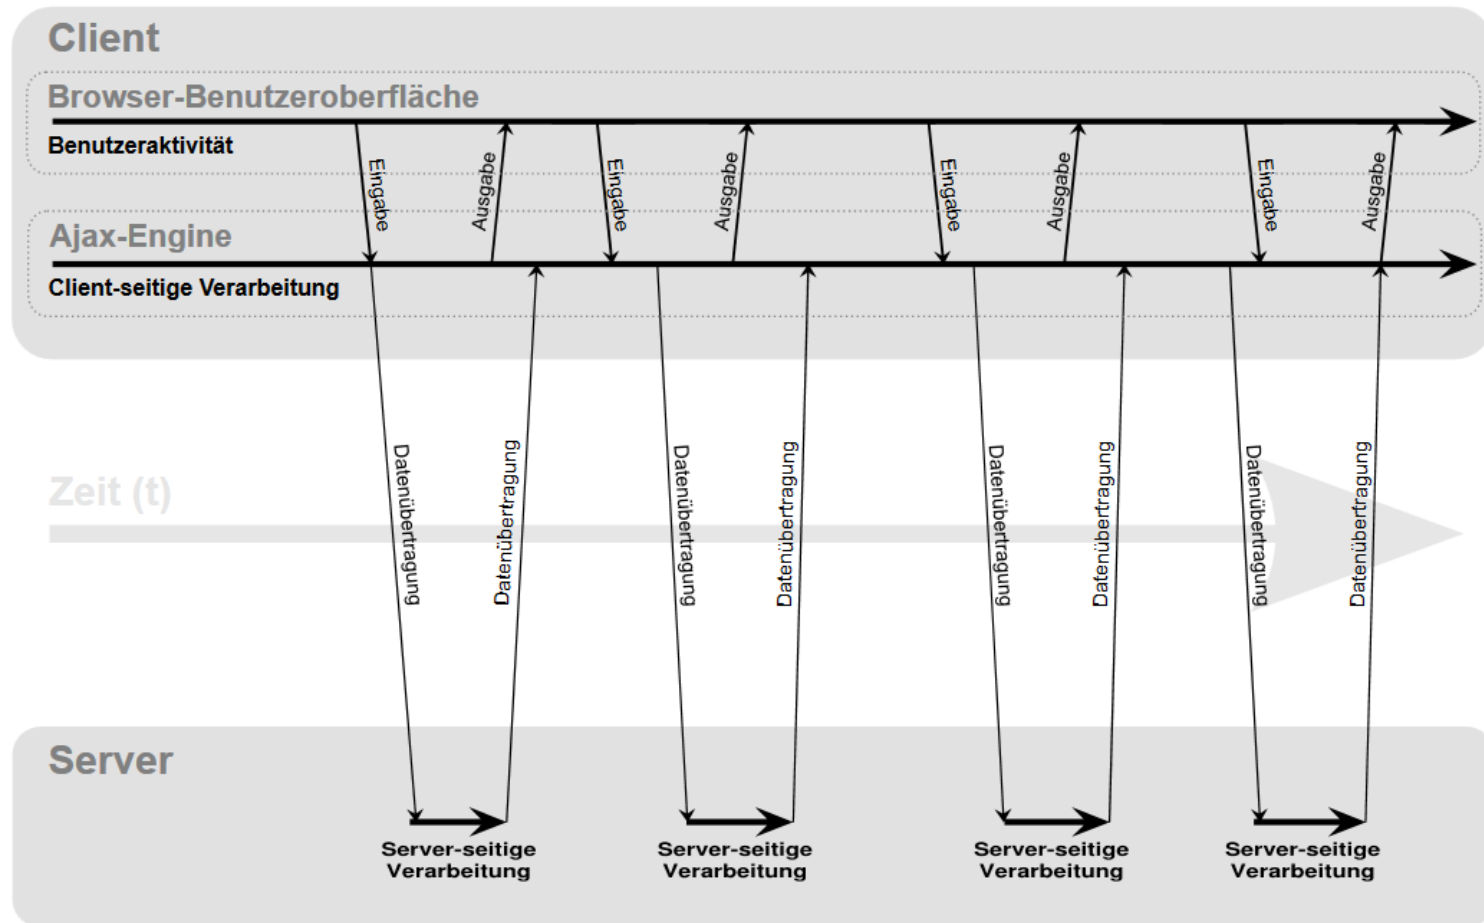 Client
Browser-Benutzeroberfläche
Benutzeraktivität
Eingabe
Ausgabe
Eingabe
Ausgabe
Eingabe
Ausgabe
Eingabe
Ausgabe
Ajax-Engine
Client-seitige Verarbeitung
Zeit (t)
Datenübertragung
Datenübertragung
Datenübertragung
Datenübertragung
Datenübertragung
Datenübertragung
Datenübertragung
Datenübertragung
Server
Server-seitige
Verarbeitung
Server-seitige
Verarbeitung
Server-seitige
Verarbeitung
Server-seitige
Verarbeitung